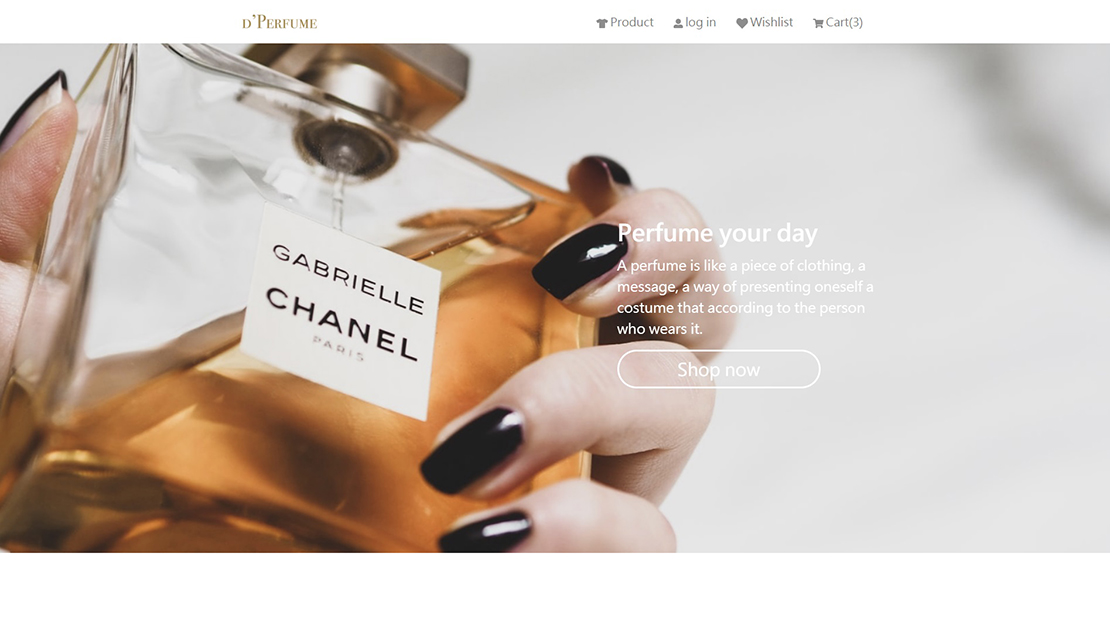 D'PERFUME
Product log in Wishlist Cart(3)
GABRIELLE
CHANEL
PARIS
Perfume your day
A perfume is like a piece of clothing, a
message, a way of presenting oneself a
costume that according to the person
who wears it.
Shop now